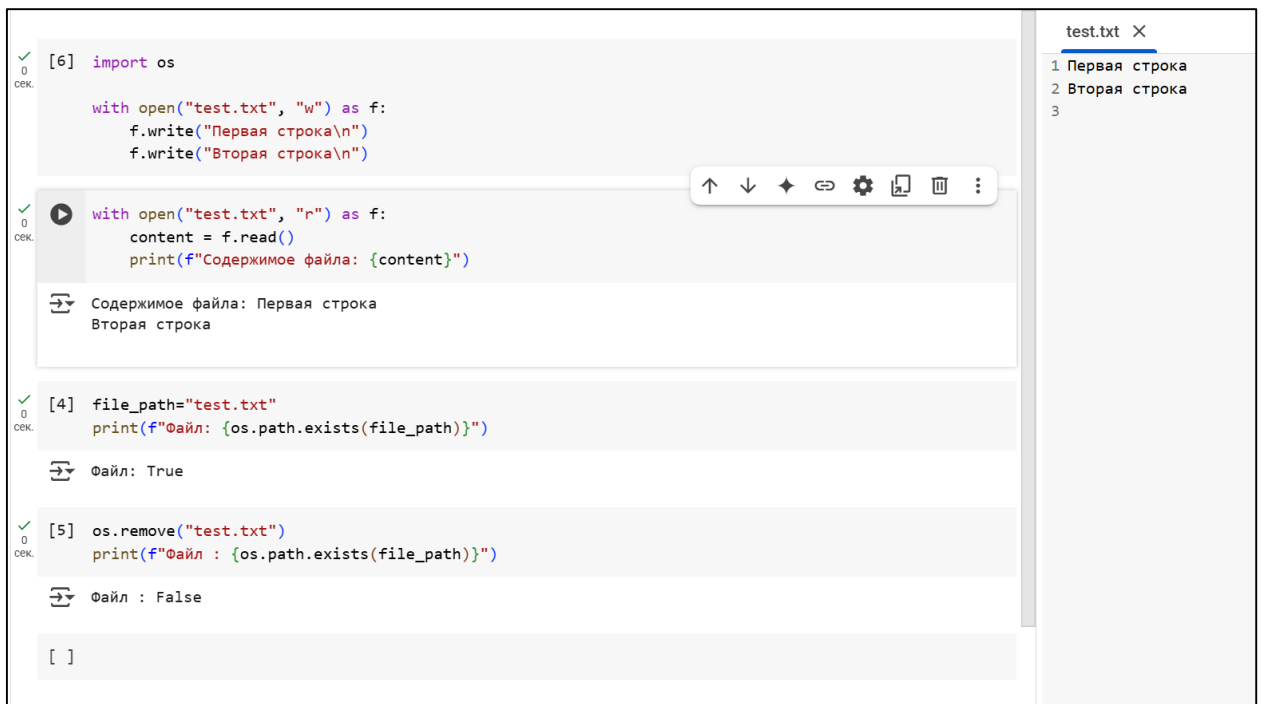 [6] import os
with open("test.txt", "w") as f:
    f.write("Первая строка\n")
    f.write("Вторая строка\n")
0
сек.
with open("test.txt", "r") as f:
    content = f.read()
    print(f"Содержимое файла: {content}")
0
сек.
Содержимое файла: Первая строка
Вторая строка
[4] file_path="test.txt"
print(f"Файл: {os.path.exists(file_path)}")
0
сек.
Файл: True
[5] os.remove("test.txt")
print(f"Файл : {os.path.exists(file_path)}")
0
сек.
Файл : False
[ ]
test.txt
1 Первая строка
2 Вторая строка
3